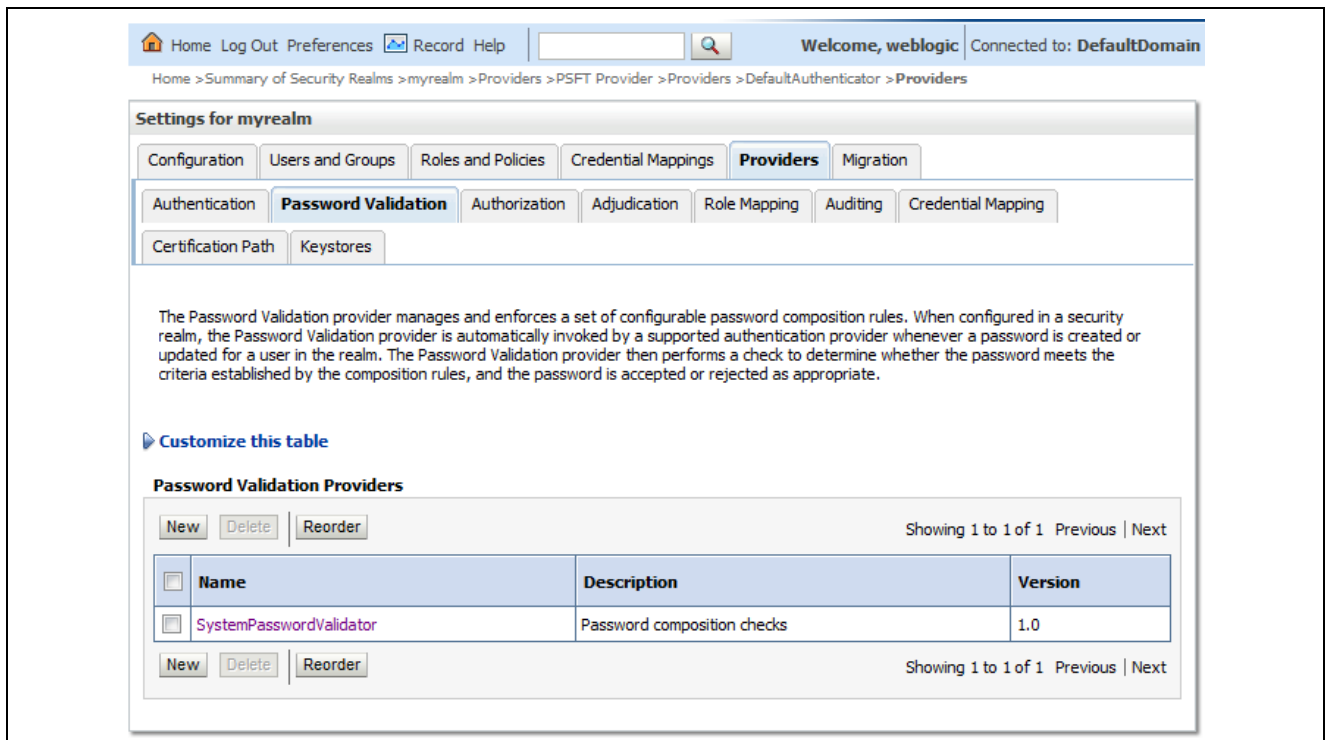 Home Log Out Preferences Record Help Welcome, weblogic Connected to: DefaultDomain
Home >Summary of Security Realms >myrealm >Providers >PSFT Provider >Providers >DefaultAuthenticator >Providers
Settings for myrealm
Configuration Users and Groups Roles and Policies Credential Mappings Providers Migration
Authentication Password Validation Authorization Adjudication Role Mapping Auditing Credential Mapping
Certification Path Keystores
The Password Validation provider manages and enforces a set of configurable password composition rules. When configured in a security
realm, the Password Validation provider is automatically invoked by a supported authentication provider whenever a password is created or
updated for a user in the realm. The Password Validation provider then performs a check to determine whether the password meets the
criteria established by the composition rules, and the password is accepted or rejected as appropriate.
Customize this table
Password Validation Providers
New Delete Reorder Showing 1 to 1 of 1 Previous | Next
Name Description Version
SystemPasswordValidator Password composition checks 1.0
New Delete Reorder Showing 1 to 1 of 1 Previous | Next